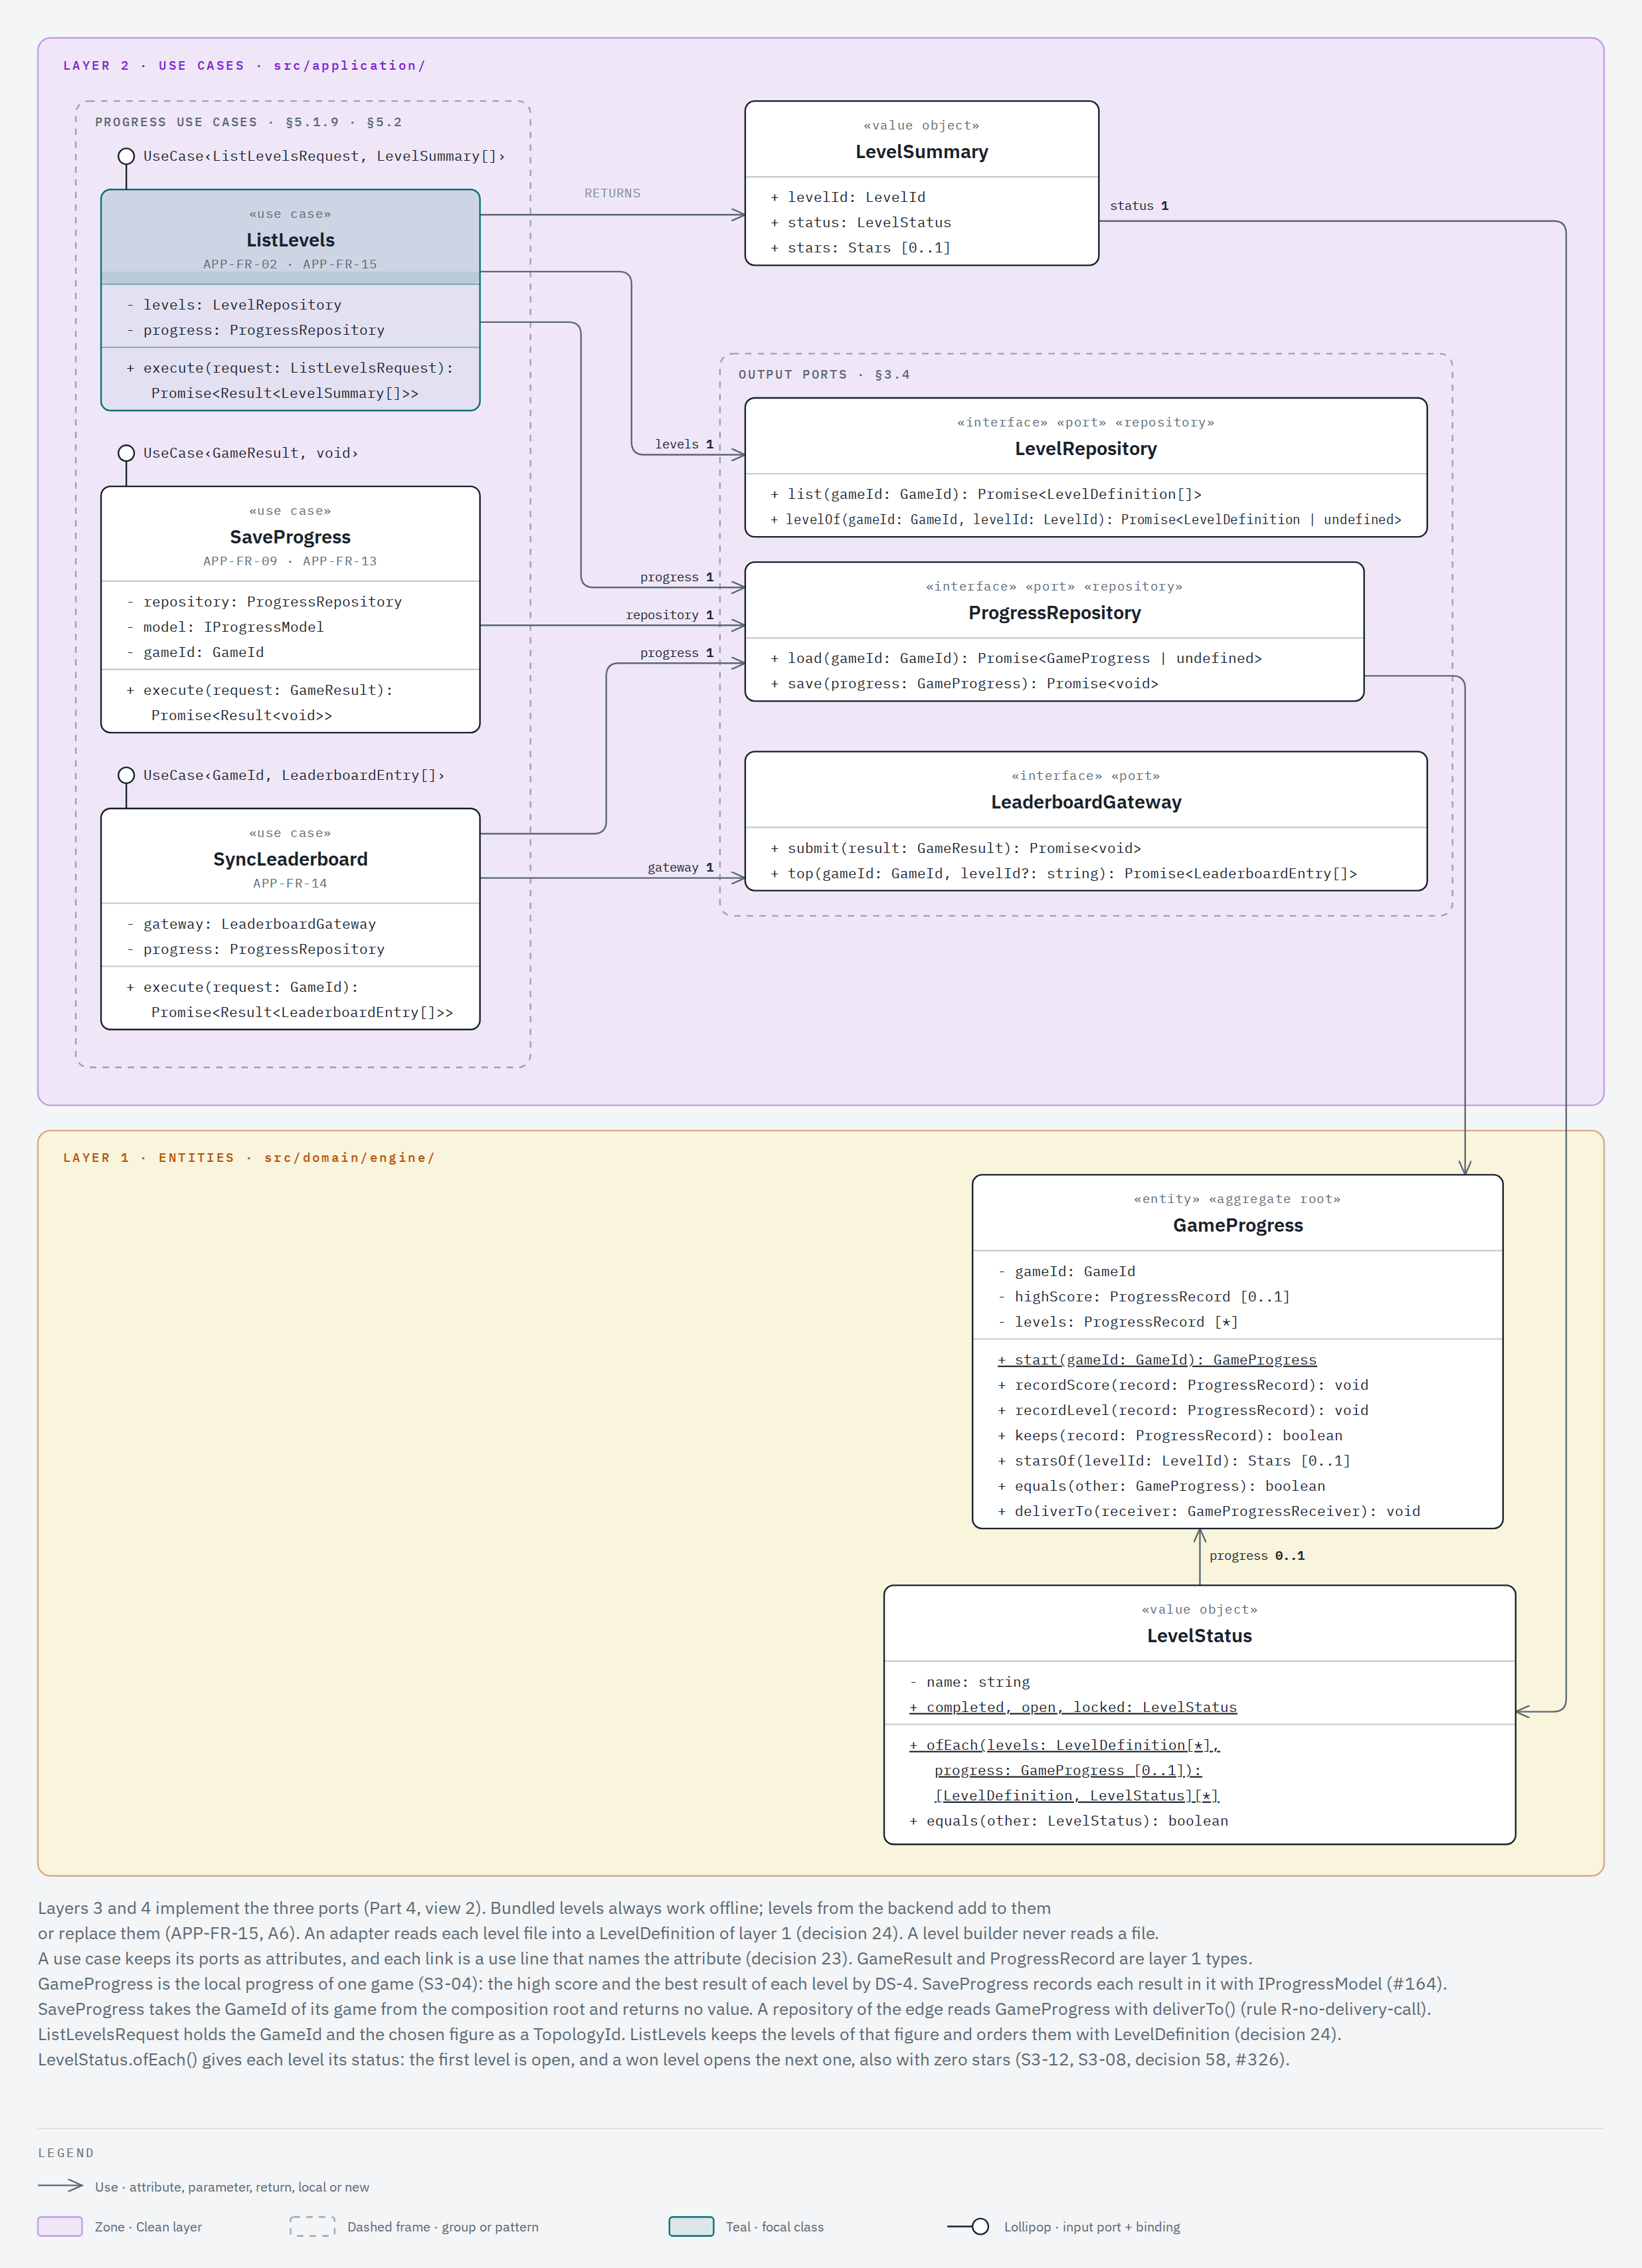 LAYER 2 · USE CASES · src/application/
PROGRESS USE CASES · §5.1.9 · §5.2
UseCase‹ListLevelsRequest, LevelSummary[]›
«use case»
ListLevels
APP-FR-02 · APP-FR-15
- levels: LevelRepository
- progress: ProgressRepository
+ execute(request: ListLevelsRequest):
Promise<Result<LevelSummary[]>>
UseCase‹GameResult, void›
«use case»
SaveProgress
APP-FR-09 · APP-FR-13
- repository: ProgressRepository
- model: IProgressModel
- gameId: GameId
+ execute(request: GameResult):
Promise<Result<void>>
UseCase‹GameId, LeaderboardEntry[]›
«use case»
SyncLeaderboard
APP-FR-14
- gateway: LeaderboardGateway
- progress: ProgressRepository
+ execute(request: GameId):
Promise<Result<LeaderboardEntry[]>>
RETURNS
levels 1
progress 1
repository 1
progress 1
gateway 1
«value object»
LevelSummary
+ levelId: LevelId
+ status: LevelStatus
+ stars: Stars [0..1]
status 1
OUTPUT PORTS · §3.4
«interface» «port» «repository»
LevelRepository
+ list(gameId: GameId): Promise<LevelDefinition[]>
+ levelOf(gameId: GameId, levelId: LevelId): Promise<LevelDefinition | undefined>
«interface» «port» «repository»
ProgressRepository
+ load(gameId: GameId): Promise<GameProgress | undefined>
+ save(progress: GameProgress): Promise<void>
«interface» «port»
LeaderboardGateway
+ submit(result: GameResult): Promise<void>
+ top(gameId: GameId, levelId?: string): Promise<LeaderboardEntry[]>
LAYER 1 · ENTITIES · src/domain/engine/
«entity» «aggregate root»
GameProgress
- gameId: GameId
- highScore: ProgressRecord [0..1]
- levels: ProgressRecord [*]
+ start(gameId: GameId): GameProgress
+ recordScore(record: ProgressRecord): void
+ recordLevel(record: ProgressRecord): void
+ keeps(record: ProgressRecord): boolean
+ starsOf(levelId: LevelId): Stars [0..1]
+ equals(other: GameProgress): boolean
+ deliverTo(receiver: GameProgressReceiver): void
progress 0..1
«value object»
LevelStatus
- name: string
+ completed, open, locked: LevelStatus
+ ofEach(levels: LevelDefinition[*],
progress: GameProgress [0..1]):
[LevelDefinition, LevelStatus][*]
+ equals(other: LevelStatus): boolean
Layers 3 and 4 implement the three ports (Part 4, view 2). Bundled levels always work offline; levels from the backend add to them
or replace them (APP-FR-15, A6). An adapter reads each level file into a LevelDefinition of layer 1 (decision 24). A level builder never reads a file.
A use case keeps its ports as attributes, and each link is a use line that names the attribute (decision 23). GameResult and ProgressRecord are layer 1 types.
GameProgress is the local progress of one game (S3-04): the high score and the best result of each level by DS-4. SaveProgress records each result in it with IProgressModel (#164).
SaveProgress takes the GameId of its game from the composition root and returns no value. A repository of the edge reads GameProgress with deliverTo() (rule R-no-delivery-call).
ListLevelsRequest holds the GameId and the chosen figure as a TopologyId. ListLevels keeps the levels of that figure and orders them with LevelDefinition (decision 24).
LevelStatus.ofEach() gives each level its status: the first level is open, and a won level opens the next one, also with zero stars (S3-12, S3-08, decision 58, #326).
LEGEND
Use · attribute, parameter, return, local or new
Zone · Clean layer
Dashed frame · group or pattern
Teal · focal class
Lollipop · input port + binding